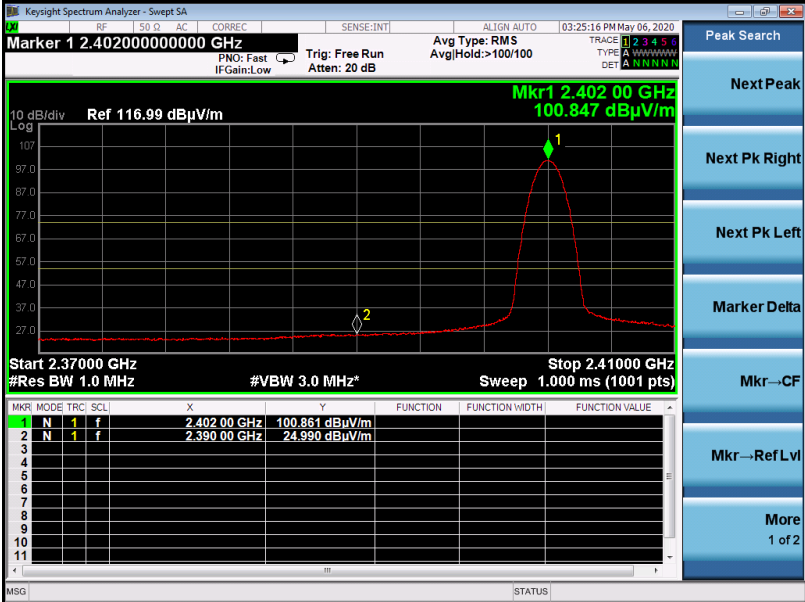 Keysight Spectrum Analyzer - Swept SA
LXI RF 50 Ω AC CORREC SENSE:INT ALIGN AUTO 03:25:16 PM May 06, 2020
Marker 1 2.402000000000 GHz
PNO: Fast
IFGain:Low
Trig: Free Run
Atten: 20 dB
Avg Type: RMS
Avg|Hold:>100/100
TRACE 1 2 3 4 5 6
TYPE A WWWWW
DET A N N N N N
Peak Search
Mkr1 2.402 00 GHz
100.847 dBµV/m
10 dB/div Ref 116.99 dBµV/m
Log
107
97.0
87.0
77.0
67.0
57.0
47.0
37.0
27.0
1
2
Start 2.37000 GHz Stop 2.41000 GHz
#Res BW 1.0 MHz #VBW 3.0 MHz* Sweep 1.000 ms (1001 pts)
MKR MODE TRC SCL X Y FUNCTION FUNCTION WIDTH FUNCTION VALUE
1 N 1 f 2.402 00 GHz 100.861 dBµV/m
2 N 1 f 2.390 00 GHz 24.990 dBµV/m
3
4
5
6
7
8
9
10
11
MSG STATUS
Next Peak
Next Pk Right
Next Pk Left
Marker Delta
Mkr→CF
Mkr→Ref Lvl
More
1 of 2